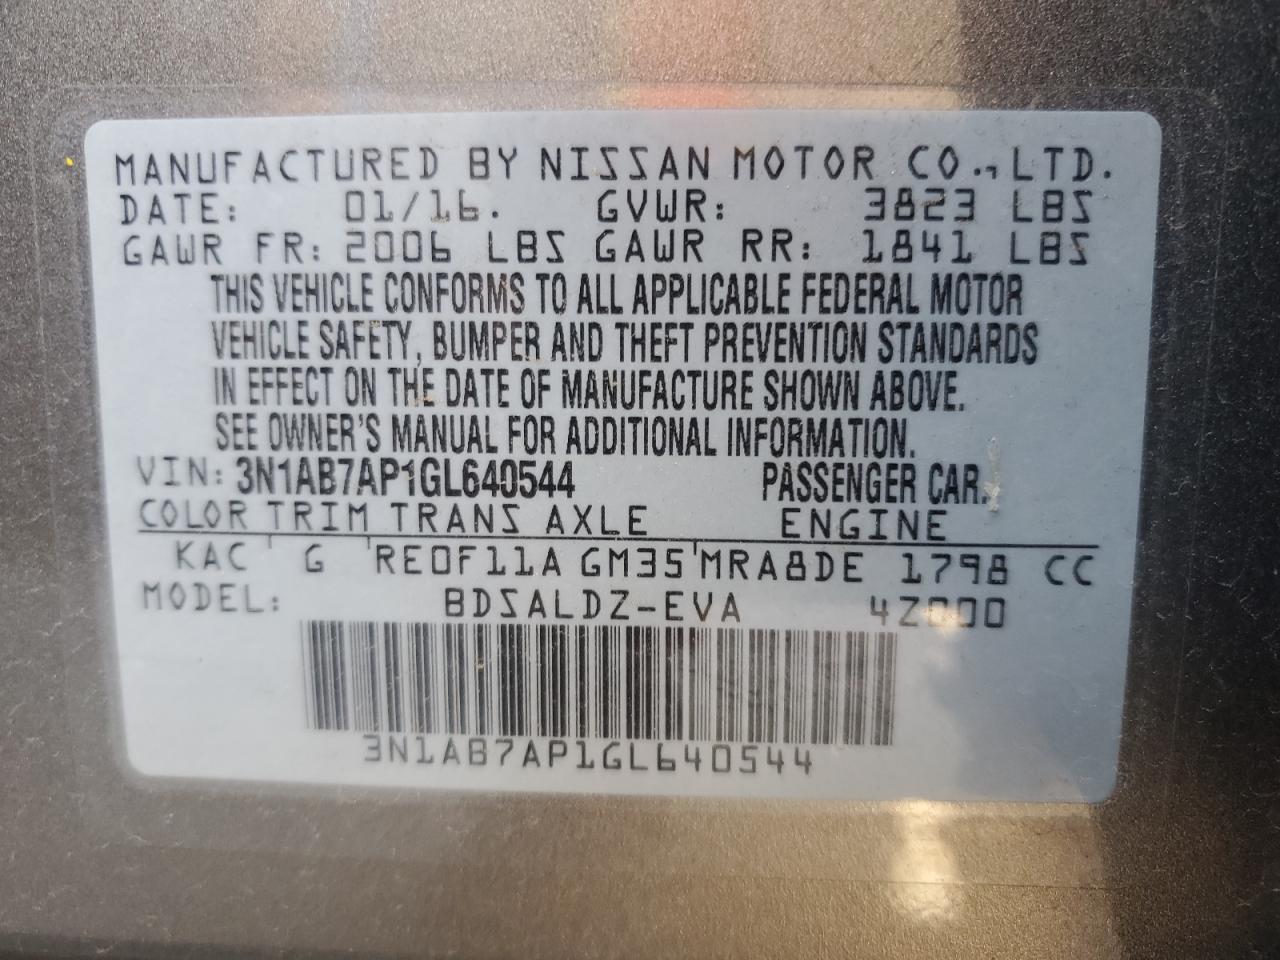 MANUFACTURED BY NISSAN MOTOR CO., LTD.
DATE: 01/16. GVWR: 3823 LBS
GAWR FR: 2006 LBS GAWR RR: 1841 LBS
THIS VEHICLE CONFORMS TO ALL APPLICABLE FEDERAL MOTOR
VEHICLE SAFETY, BUMPER AND THEFT PREVENTION STANDARDS
IN EFFECT ON THE DATE OF MANUFACTURE SHOWN ABOVE.
SEE OWNER'S MANUAL FOR ADDITIONAL INFORMATION.
VIN: 3N1AB7AP1GL640544 PASSENGER CAR.
COLOR TRIM TRANS AXLE ENGINE
KAC G RE0F11A GM35 MRA8DE 1798 CC
MODEL: BDSALDZ-EVA
3N1AB7AP1GL640544